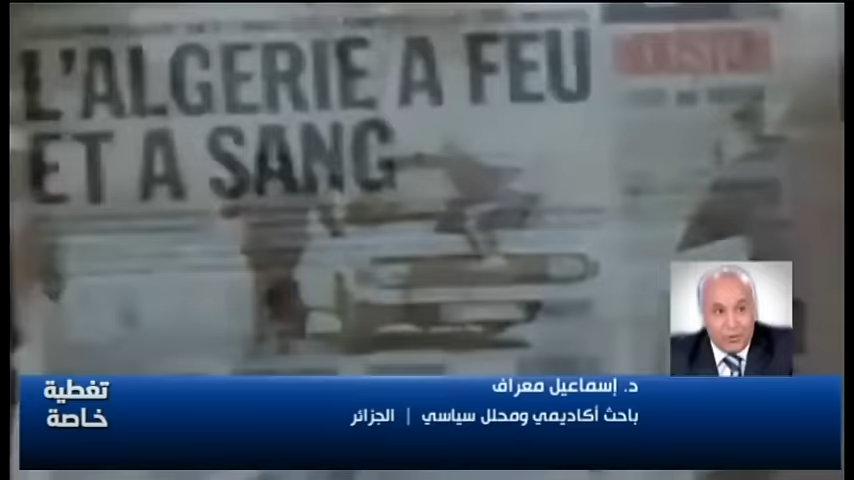 L'ALGERIE A FEU
ET A SANG
د. إسماعيل معراف
باحث أكاديمي ومحلل سياسي | الجزائر
تغطية
خاصة